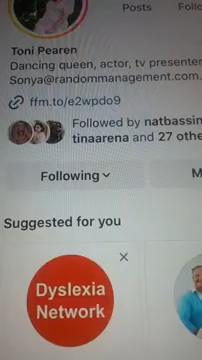 Posts
Toni Pearen
Dancing queen, actor, tv presenter
Sonya@randommanagement.com.
ffm.to/e2wpdo9
Followed by natbassin
tinaarena and 27 othe
Following
M
Suggested for you
Dyslexia
Network